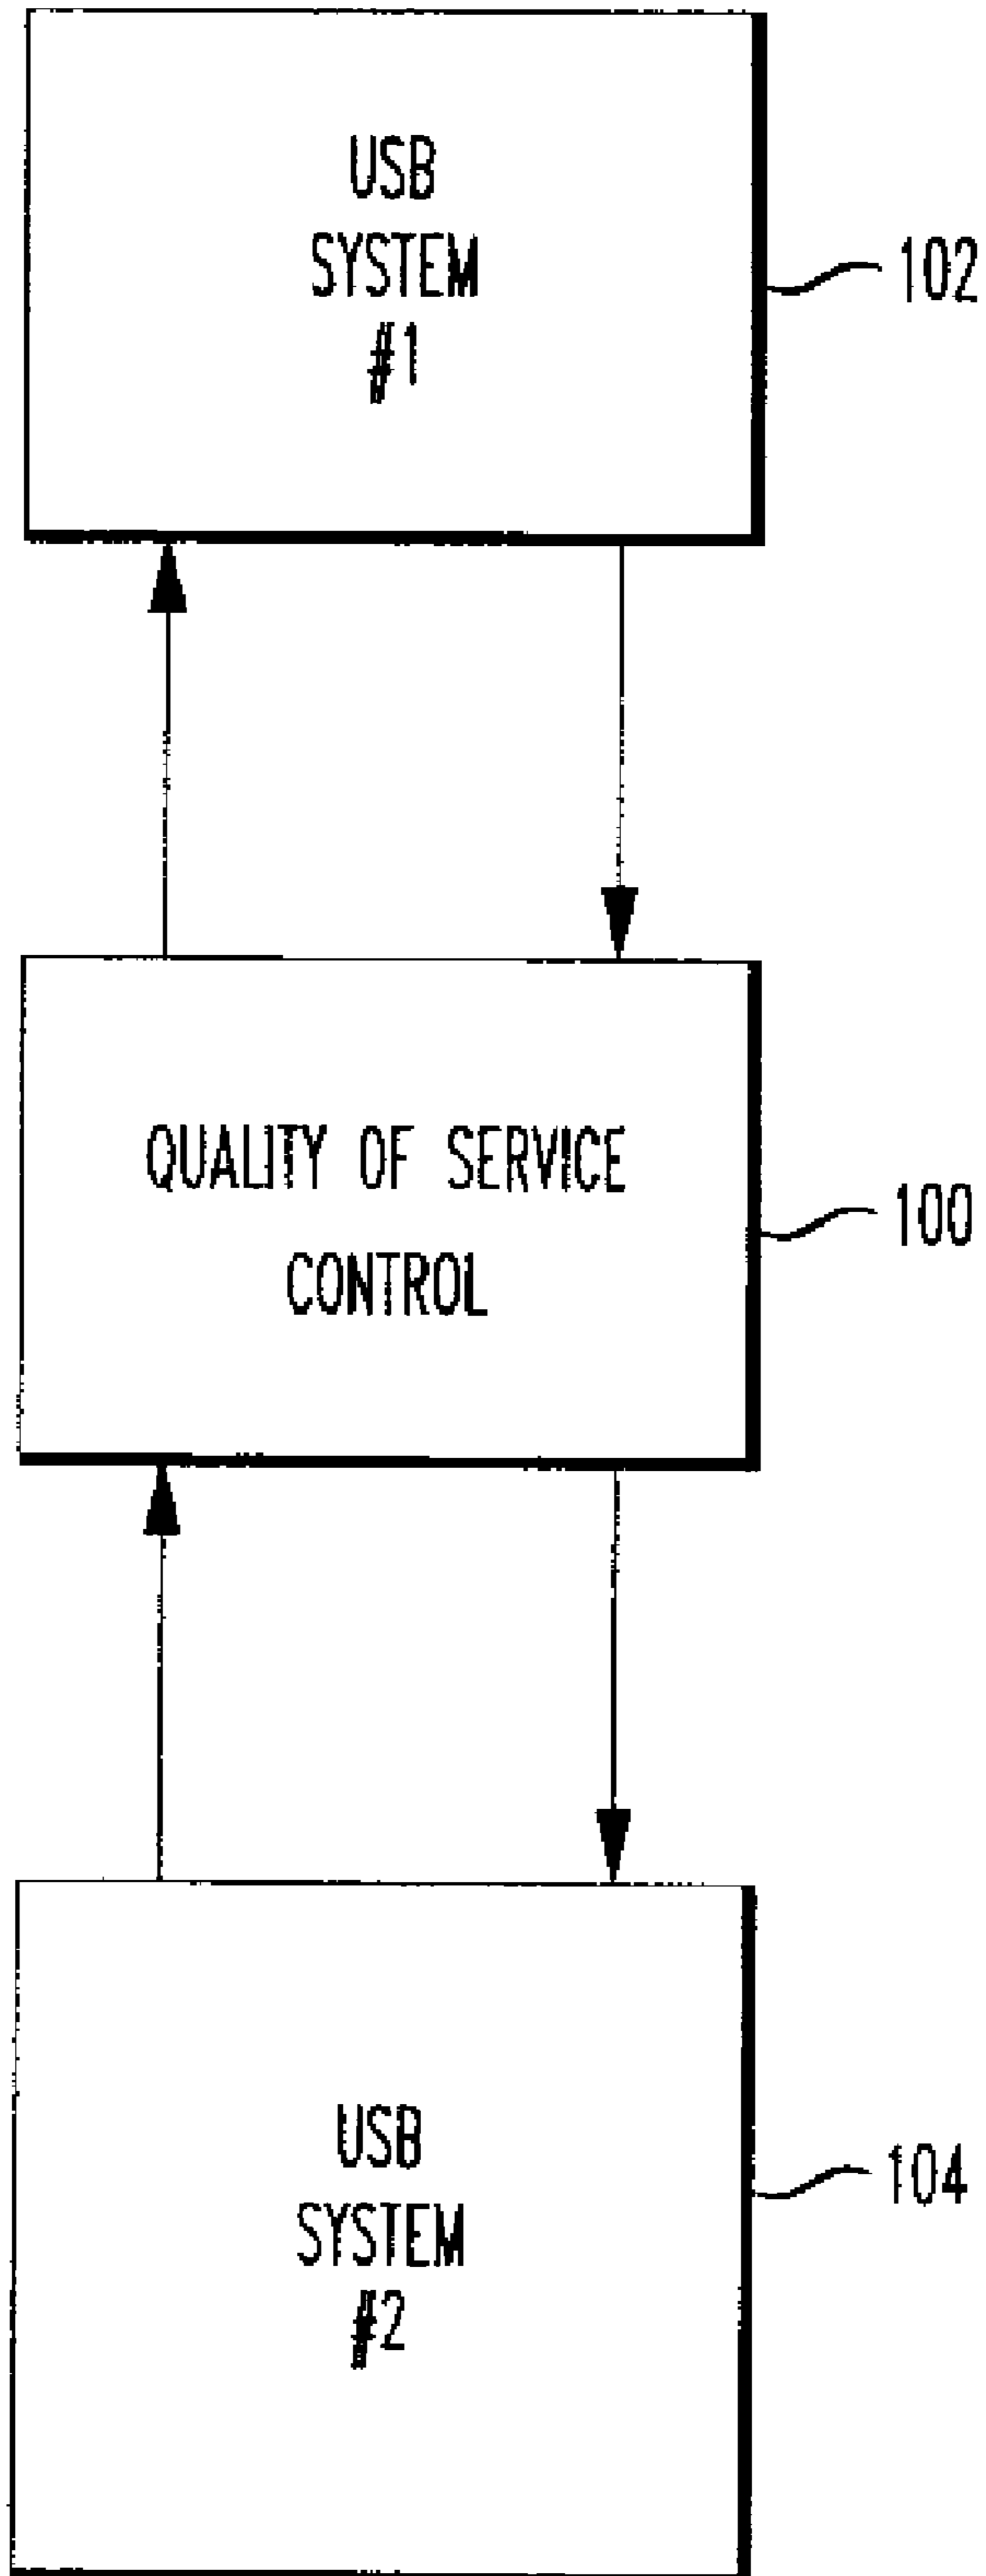 USB
SYSTEM
#1
102
QUALITY OF SERVICE
CONTROL
100
USB
SYSTEM
#2
104